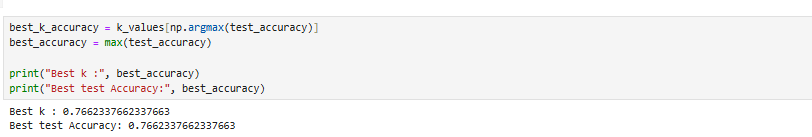 best_k_accuracy = k_values[np.argmax(test_accuracy)]
best_accuracy = max(test_accuracy)
print("Best k :", best_accuracy)
print("Best test Accuracy:", best_accuracy)
Best k : 0.7662337662337663
Best test Accuracy: 0.7662337662337663